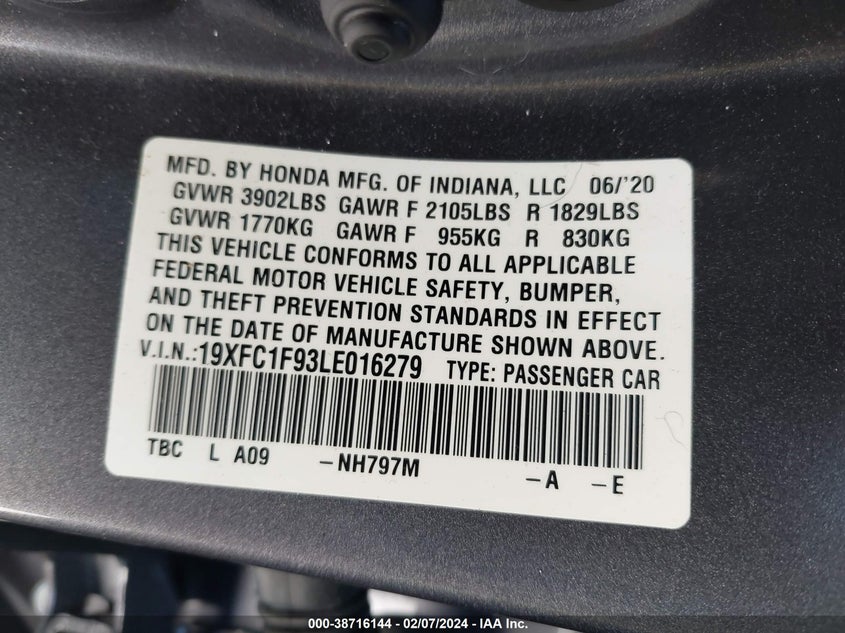 MFD. BY HONDA MFG. OF INDIANA, LLC 06/'20
GVWR 3902LBS GAWR F 2105LBS R 1829LBS
GVWR 1770KG GAWR F 955KG R 830KG
THIS VEHICLE CONFORMS TO ALL APPLICABLE
FEDERAL MOTOR VEHICLE SAFETY, BUMPER,
AND THEFT PREVENTION STANDARDS IN EFFECT
ON THE DATE OF MANUFACTURE SHOWN ABOVE.
V.I.N.:19XFC1F93LE016279 TYPE: PASSENGER CAR
TBC L A09 -NH797M -A -E
000-38716144 - 02/07/2024 - IAA Inc.